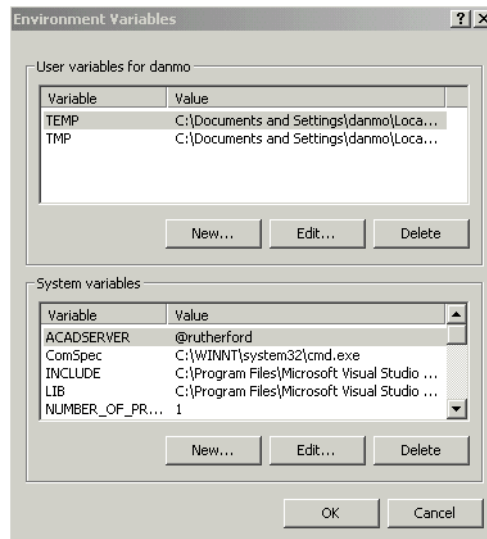 Environment Variables
User variables for danmo
Variable Value
TEMP C:\Documents and Settings\danmo\Loca...
TMP C:\Documents and Settings\danmo\Loca...
New... Edit... Delete
System variables
Variable Value
ACADSERVER @rutherford
ComSpec C:\WINNT\system32\cmd.exe
INCLUDE C:\Program Files\Microsoft Visual Studio ...
LIB C:\Program Files\Microsoft Visual Studio ...
NUMBER_OF_PR... 1
New... Edit... Delete
OK Cancel